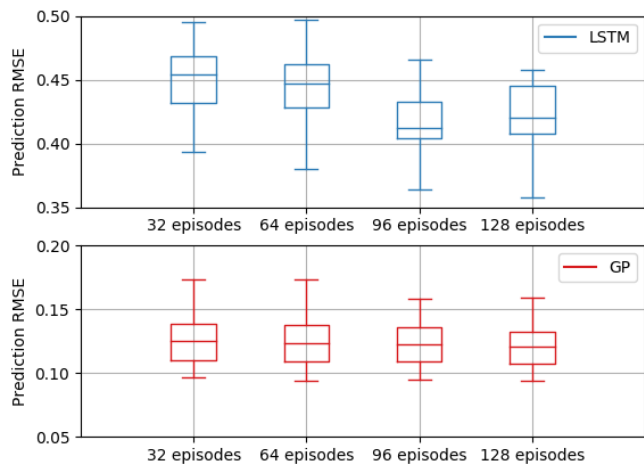 0.50
0.45
0.40
0.35
Prediction RMSE
LSTM
32 episodes 64 episodes 96 episodes 128 episodes
0.20
0.15
0.10
0.05
Prediction RMSE
GP
32 episodes 64 episodes 96 episodes 128 episodes